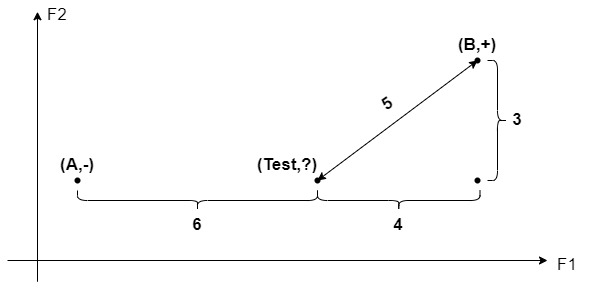 F2
(B,+)
5
3
(A,-)
(Test,?)
6
4
F1